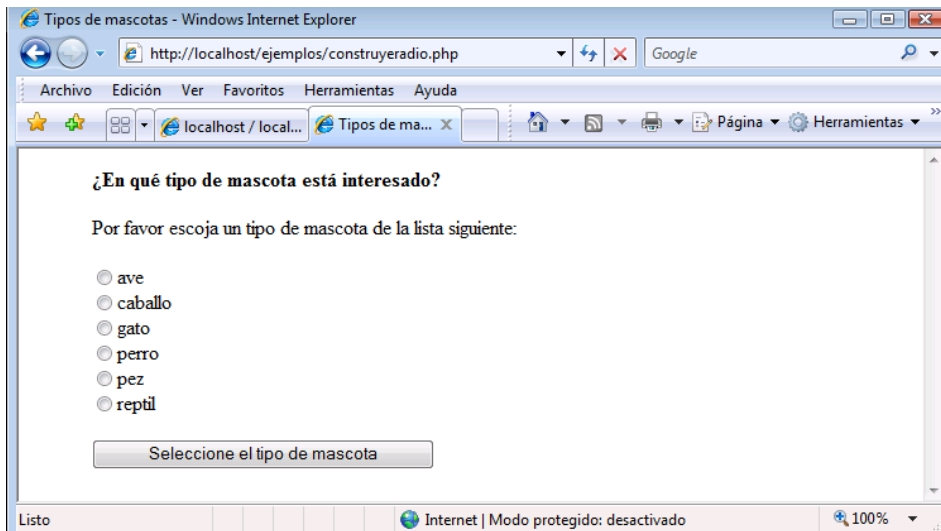 Tipos de mascotas - Windows Internet Explorer
http://localhost/ejemplos/construyeradio.php
Google
Archivo Edición Ver Favoritos Herramientas Ayuda
localhost / local... Tipos de ma... Página Herramientas
¿En qué tipo de mascota está interesado?
Por favor escoja un tipo de mascota de la lista siguiente:
ave
caballo
gato
perro
pez
reptil
Seleccione el tipo de mascota
Listo Internet | Modo protegido: desactivado 100%